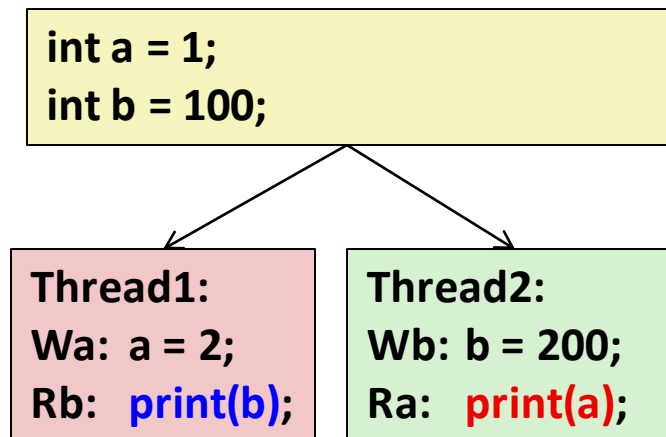 int a = 1;
int b = 100;
Thread1:
Wa: a = 2;
Rb: print(b);
Thread2:
Wb: b = 200;
Ra: print(a);